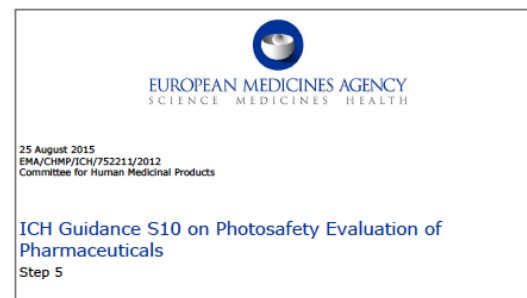 EUROPEAN MEDICINES AGENCY
SCIENCE MEDICINES HEALTH
25 August 2015
EMA/CHMP/ICH/752211/2012
Committee for Human Medicinal Products
ICH Guidance S10 on Photosafety Evaluation of
Pharmaceuticals
Step 5